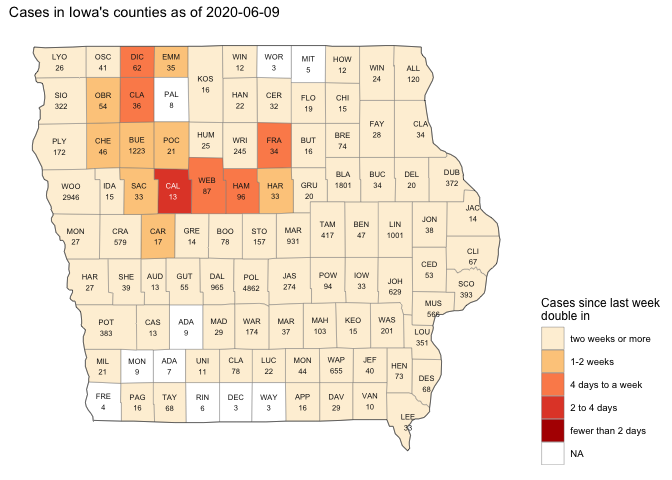 Cases in Iowa's counties as of 2020-06-09
LYO OSC DIC EMM WIN WOR MIT HOW WIN ALL
26 41 62 35 12 3 5 12 24 120
KOS
16
SIO OBR CLA PAL HAN CER FLO CHI
322 54 36 8 22 32 19 15
PLY CHE BUE POC HUM WRI FRA BUT BRE FAY CLA
172 46 1223 21 25 245 34 16 74 28 34
WOO IDA SAC CAL WEB HAM HAR GRU BLA BUC DEL DUB
2946 15 33 13 87 96 33 20 1801 34 20 372
MON CRA CAR GRE BOO STO MAR TAM BEN LIN JON JAC
27 579 17 14 78 157 931 417 47 1001 38 14
CLI
67
HAR SHE AUD GUT DAL POL JAS POW IOW JOH CED SCO
27 39 13 55 965 4862 274 94 33 629 53 393
MUS
566
POT CAS ADA MAD WAR MAR MAH KEO WAS LOU
383 13 9 29 174 37 103 15 201 351
MIL MON ADA UNI CLA LUC MON WAP JEF HEN DES
21 9 7 11 78 22 44 655 40 73 68
FRE PAG TAY RIN DEC WAY APP DAV VAN LEE
4 16 68 6 3 3 16 29 10 33
Cases since last week
double in
two weeks or more
1-2 weeks
4 days to a week
2 to 4 days
fewer than 2 days
NA